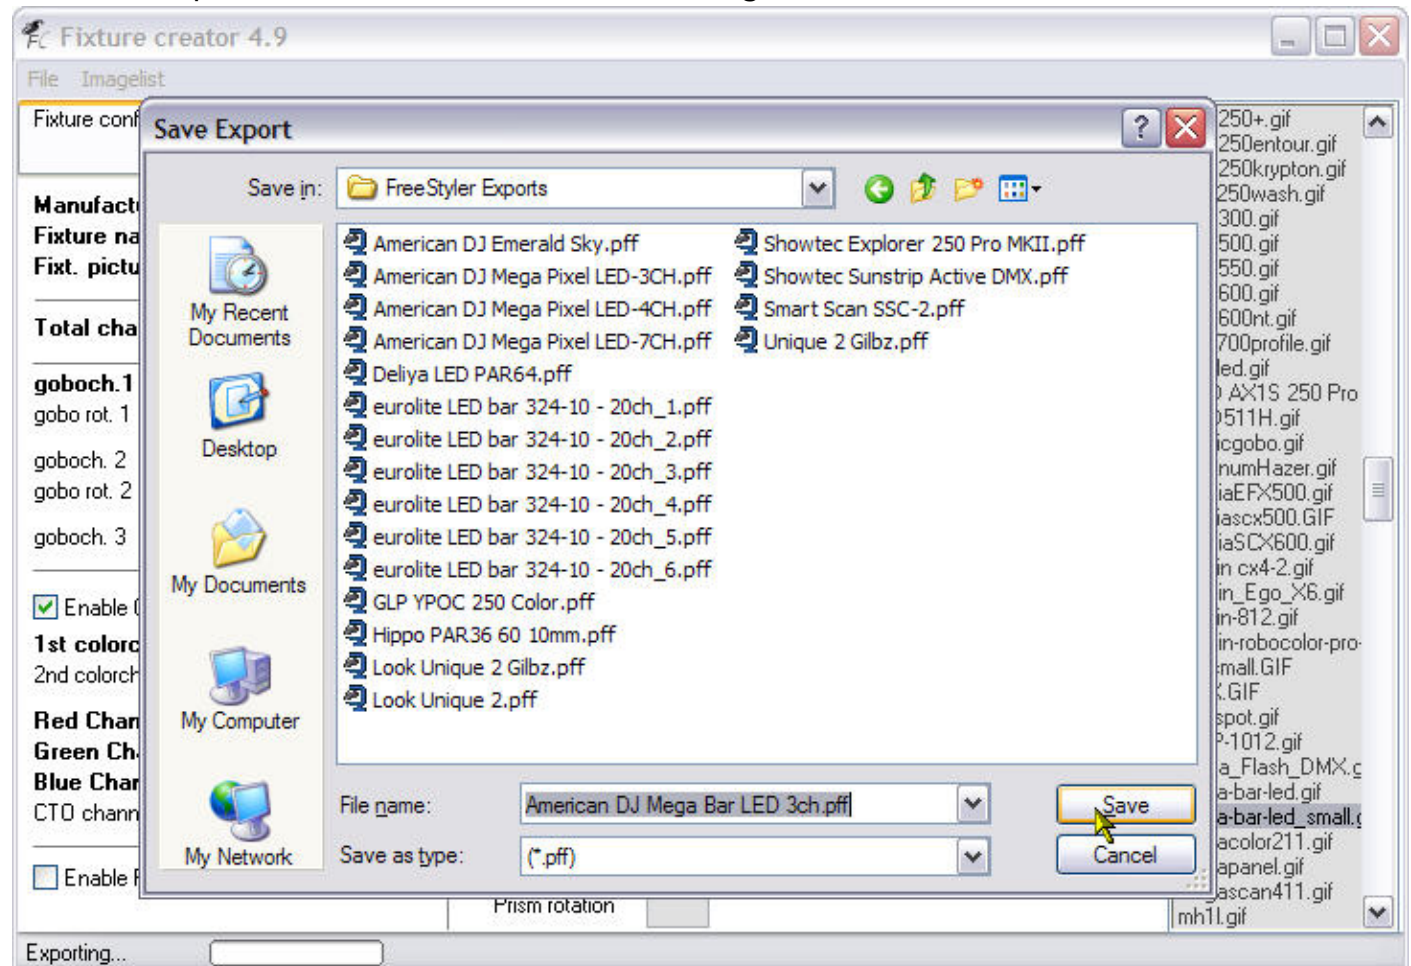 Fixture creator 4.9
File Imagelist
Fixture conf
Save Export
Save in:
FreeStyler Exports
Manufact
Fixture na
Fixt. pictu
Total cha
goboch.1
gobo rot. 1
goboch. 2
gobo rot. 2
goboch. 3
Enable
1st colorc
2nd colorch
Red Chan
Green Ch
Blue Char
CTO chann
Enable
My Recent
Documents
Desktop
My Documents
My Computer
My Network
American DJ Emerald Sky.pff
American DJ Mega Pixel LED-3CH.pff
American DJ Mega Pixel LED-4CH.pff
American DJ Mega Pixel LED-7CH.pff
Deliya LED PAR64.pff
eurolite LED bar 324-10 - 20ch_1.pff
eurolite LED bar 324-10 - 20ch_2.pff
eurolite LED bar 324-10 - 20ch_3.pff
eurolite LED bar 324-10 - 20ch_4.pff
eurolite LED bar 324-10 - 20ch_5.pff
eurolite LED bar 324-10 - 20ch_6.pff
GLP YPOC 250 Color.pff
Hippo PAR36 60 10mm.pff
Look Unique 2 Gilbz.pff
Look Unique 2.pff
Showtec Explorer 250 Pro MKII.pff
Showtec Sunstrip Active DMX.pff
Smart Scan SSC-2.pff
Unique 2 Gilbz.pff
File name:
American DJ Mega Bar LED 3ch.pff
Save
Save as type:
(*.pff)
Cancel
Prism rotation
250+.gif
250entour.gif
250krypton.gif
250wash.gif
300.gif
500.gif
550.gif
600.gif
600nt.gif
700profile.gif
led.gif
AX1S 250 Pro
511H.gif
icgobo.gif
numHazer.gif
iaEFX500.gif
iascx500.GIF
iaSCX600.gif
in cx4-2.gif
in_Ego_X6.gif
in-812.gif
in-robocolor-pro-
mall.GIF
.GIF
spot.gif
P-1012.gif
a_Flash_DMX.g
a-bar-led.gif
a-bar-led_small.g
acolor211.gif
apanel.gif
ascan411.gif
mh1l.gif
Exporting...